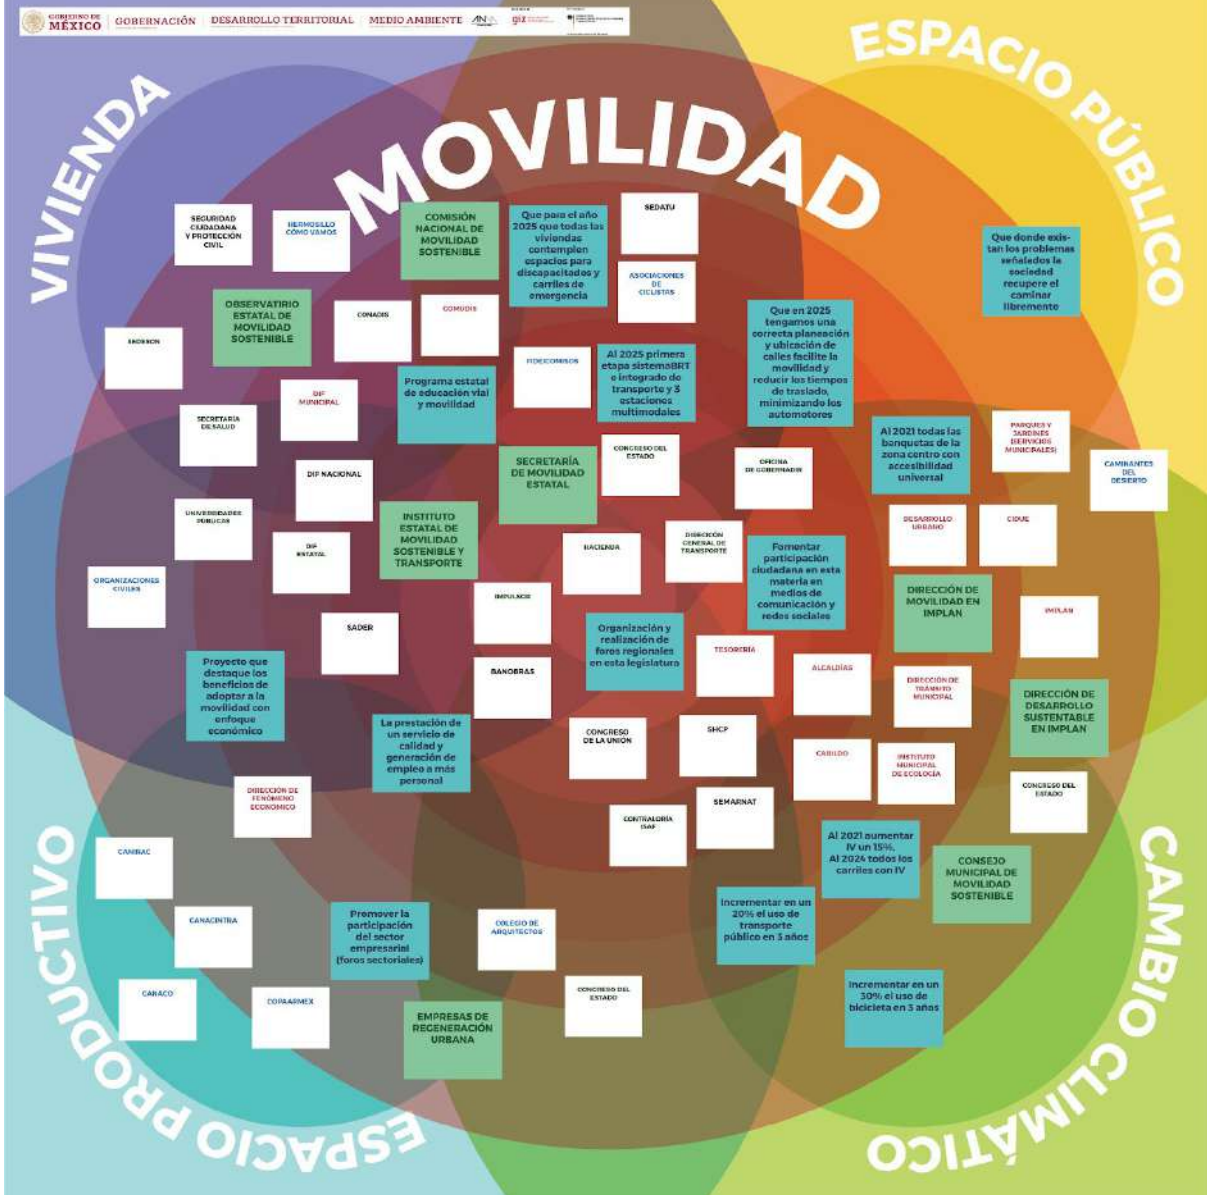 GOBIERNO DE
MÉXICO
GOBERNACIÓN
DESARROLLO TERRITORIAL
MEDIO AMBIENTE
giz
VIVIENDA
MOVILIDAD
ESPACIO PÚBLICO
SEGURIDAD
CIUDADANA
Y PROTECCIÓN
CIVIL
HERMOSILLO
CÓMO VAMOS
COMISIÓN
NACIONAL DE
MOVILIDAD
SOSTENIBLE
Que para el año
2025 que todas las
viviendas
contemplen
espacios para
discapacitados y
carriles de
emergencia
SEDATU
ASOCIACIONES
DE
CICLISTAS
Que donde exis-
tan los problemas
señalados la
sociedad
recupere el
caminar
libremente
OBSERVATIRIO
ESTATAL DE
MOVILIDAD
SOSTENIBLE
CONADIS
COMUDIS
Que en 2025
tengamos una
correcta planeación
y ubicación de
calles facilite la
movilidad y
reducir los tiempos
de traslado,
minimizando los
automotores
SEDESSON
FIDEICOMISOS
Al 2025 primera
etapa sistemaBRT
e integrado de
transporte y 3
estaciones
multimodales
Programa estatal
de educación vial
y movilidad
DIF
MUNICIPAL
SECRETARÍA
DE SALUD
Al 2021 todas las
banquetas de la
zona centro con
accesibilidad
universal
PARQUES Y
JARDINES
(SERVICIOS
MUNICIPALES)
CAMINANTES
DEL
DESIERTO
DIF NACIONAL
SECRETARÍA
DE MOVILIDAD
ESTATAL
CONGRESO DEL
ESTADO
OFICINA
DE GOBERNADIR
UNIVERSIDADES
PÚBLICAS
INSTITUTO
ESTATAL DE
MOVILIDAD
SOSTENIBLE Y
TRANSPORTE
DESARROLLO
URBANO
CIDUE
DIF
ESTATAL
HACIENDA
DIRECCIÓN
GENERAL DE
TRANSPORTE
Fomentar
participación
ciudadana en esta
materia en
medios de
comunicación y
redes sociales
ORGANIZACIONES
CIVILES
IMPULSOR
DIRECCIÓN DE
MOVILIDAD EN
IMPLAN
IMPLAN
SADER
Organización y
realización de
foros regionales
en esta legislatura
TESORERÍA
ALCALDÍAS
DIRECCIÓN DE
TRÁNSITO
MUNICIPAL
Proyecto que
destaque los
beneficios de
adoptar a la
movilidad con
enfoque
económico
BANOBRAS
DIRECCIÓN DE
DESARROLLO
SUSTENTABLE
EN IMPLAN
La prestación de
un servicio de
calidad y
generación de
empleo a más
personal
CONGRESO
DE LA UNIÓN
SHCP
CABILDO
INSTITUTO
MUNICIPAL
DE ECOLOGÍA
DIRECCIÓN DE
FENÓMENO
ECONÓMICO
SEMARNAT
CONGRESO DEL
ESTADO
CONTRALORÍA
ISAF
Al 2021 aumentar
IV un 15%.
Al 2024 todos los
carriles con IV
CONSEJO
MUNICIPAL DE
MOVILIDAD
SOSTENIBLE
CANACINTRA
Promover la
participación
del sector
empresarial
(foros sectoriales)
COLEGIO DE
ARQUITECTOS
Incrementar en un
20% el uso de
transporte
público en 3 años
CANACO
COPAARMEX
EMPRESAS DE
REGENERACIÓN
URBANA
CONGRESO DEL
ESTADO
Incrementar en un
30% el uso de
bicicleta en 3 años
ESPACIO PRODUCTIVO
CAMBIO CLIMÁTICO